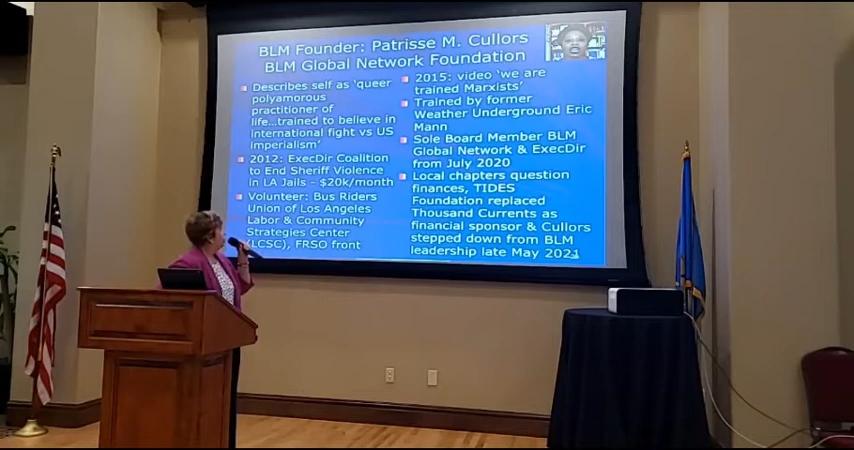 BLM Founder: Patrisse M. Cullors
BLM Global Network Foundation
Describes self as 'queer
polyamorous
practitioner of
life...trained to believe in
international fight vs US
imperialism'
2012: ExecDir Coalition
to End Sheriff Violence
in LA Jails - $20k/month
Volunteer: Bus Riders
Union of Los Angeles
Labor & Community
Strategies Center
(LCSC), FRSO front
2015: video 'we are
trained Marxists'
Trained by former
Weather Underground Eric
Mann
Sole Board Member BLM
Global Network & ExecDir
from July 2020
Local chapters question
finances, TIDES
Foundation replaced
Thousand Currents as
financial sponsor & Cullors
stepped down from BLM
leadership late May 2021